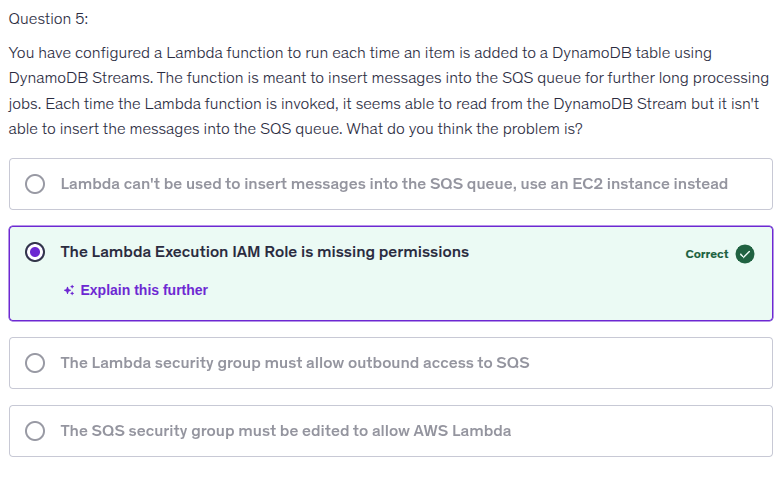 Question 5:
You have configured a Lambda function to run each time an item is added to a DynamoDB table using
DynamoDB Streams. The function is meant to insert messages into the SQS queue for further long processing
jobs. Each time the Lambda function is invoked, it seems able to read from the DynamoDB Stream but it isn't
able to insert the messages into the SQS queue. What do you think the problem is?
Lambda can't be used to insert messages into the SQS queue, use an EC2 instance instead
The Lambda Execution IAM Role is missing permissions
Correct
Explain this further
The Lambda security group must allow outbound access to SQS
The SQS security group must be edited to allow AWS Lambda